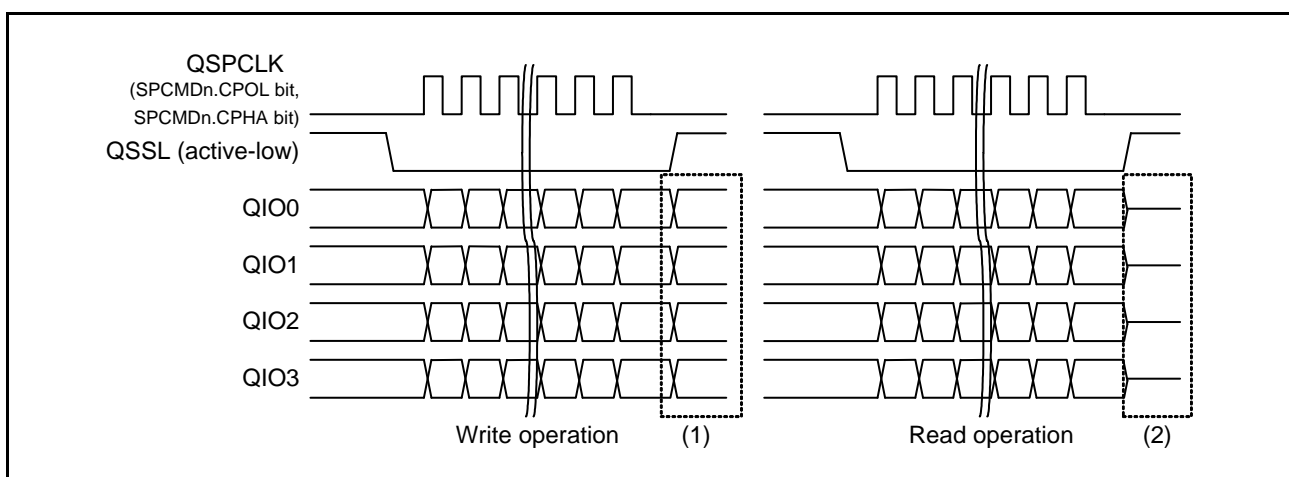 QSPCLK
(SPCMDn.CPOL bit,
SPCMDn.CPHA bit)
QSSL (active-low)
QIO0
QIO1
QIO2
QIO3
Write operation (1) Read operation (2)